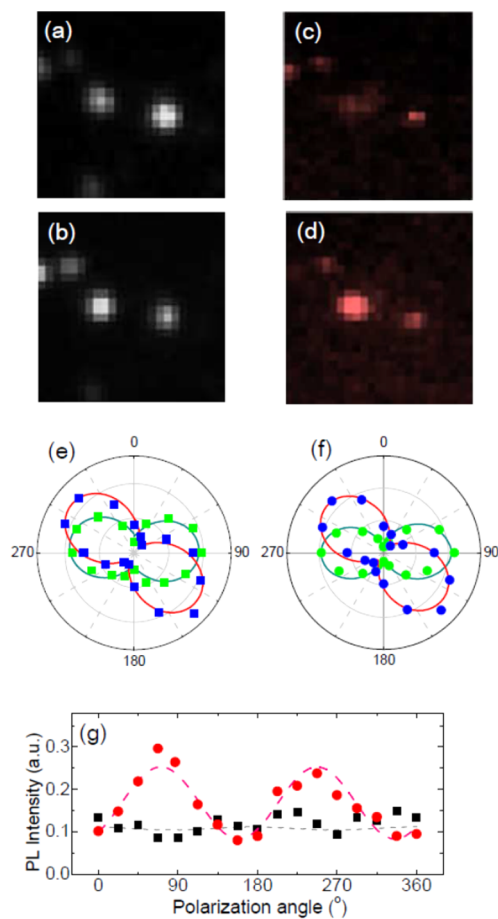 (a)
(c)
(b)
(d)
(e)
0
(f)
0
270
90
270
90
180
180
(g)
0.3
0.2
0.1
0.0
PL Intensity (a.u.)
0
90
180
270
360
Polarization angle (°)